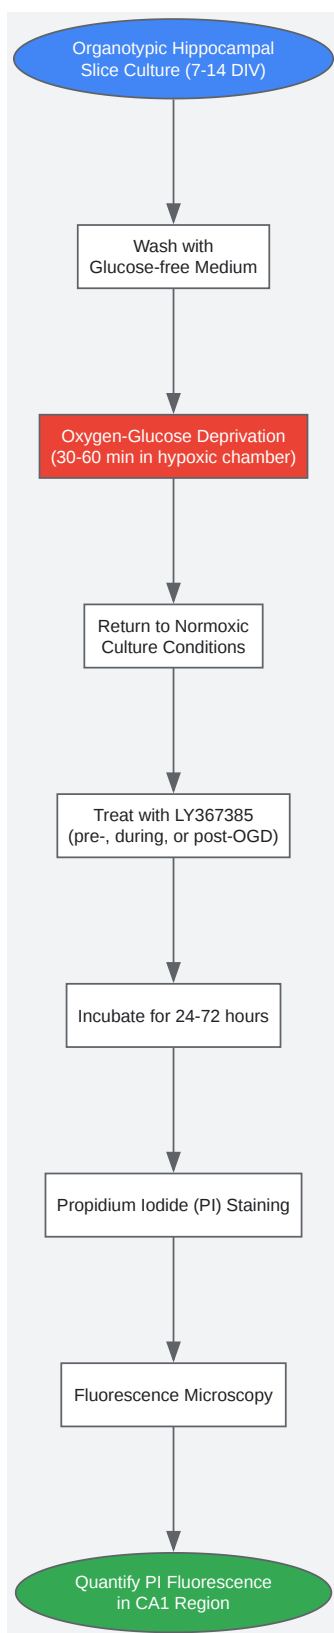 Organotypic Hippocampal
Slice Culture (7-14 DIV)
Wash with
Glucose-free Medium
Oxygen-Glucose Deprivation
(30-60 min in hypoxic chamber)
Return to Normoxic
Culture Conditions
Treat with LY367385
(pre-, during, or post-OGD)
Incubate for 24-72 hours
Propidium Iodide (PI) Staining
Fluorescence Microscopy
Quantify PI Fluorescence
in CA1 Region